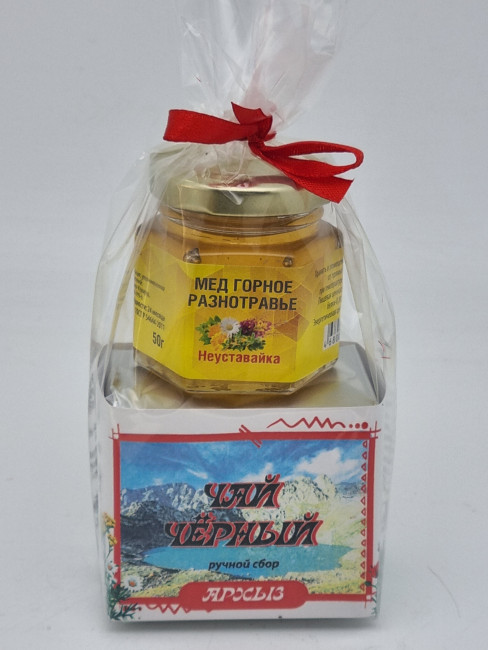 МЕД ГОРНОЕ
РАЗНОТРАВЬЕ
Неуставайка
50г
ЧАЙ
ЧЁРНЫЙ
ручной сбор
АРХЫЗ